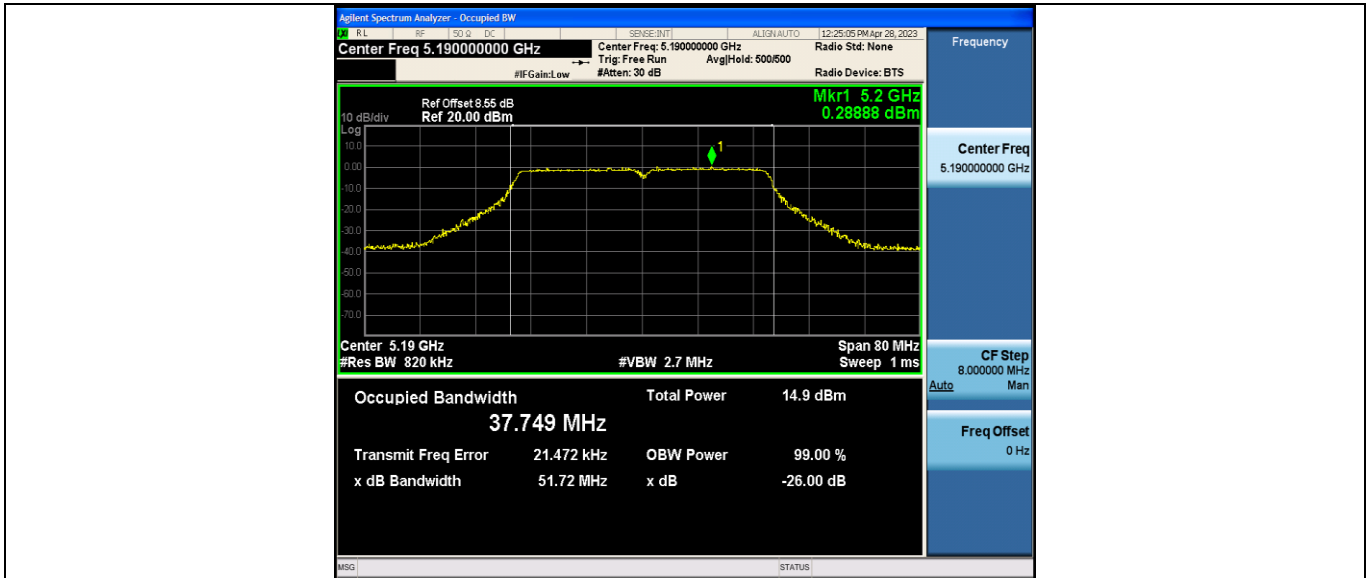 Agilent Spectrum Analyzer - Occupied BW
LXI RL RF 50 Ω DC SENSE:INT ALIGN AUTO 12:25:05 PM Apr 28, 2023
Center Freq 5.190000000 GHz Center Freq: 5.190000000 GHz Radio Std: None
Trig: Free Run Avg|Hold: 500/500
#IFGain:Low #Atten: 30 dB Radio Device: BTS
Frequency
Mkr1 5.2 GHz
0.28888 dBm
Ref Offset 8.55 dB
10 dB/div Ref 20.00 dBm
Log
10.0
0.00
-10.0
-20.0
-30.0
-40.0
-50.0
-60.0
-70.0
1
Center 5.19 GHz Span 80 MHz
#Res BW 820 kHz #VBW 2.7 MHz Sweep 1 ms
Occupied Bandwidth Total Power 14.9 dBm
37.749 MHz
Transmit Freq Error 21.472 kHz OBW Power 99.00 %
x dB Bandwidth 51.72 MHz x dB -26.00 dB
Center Freq
5.190000000 GHz
CF Step
8.000000 MHz
Auto Man
Freq Offset
0 Hz
MSG STATUS